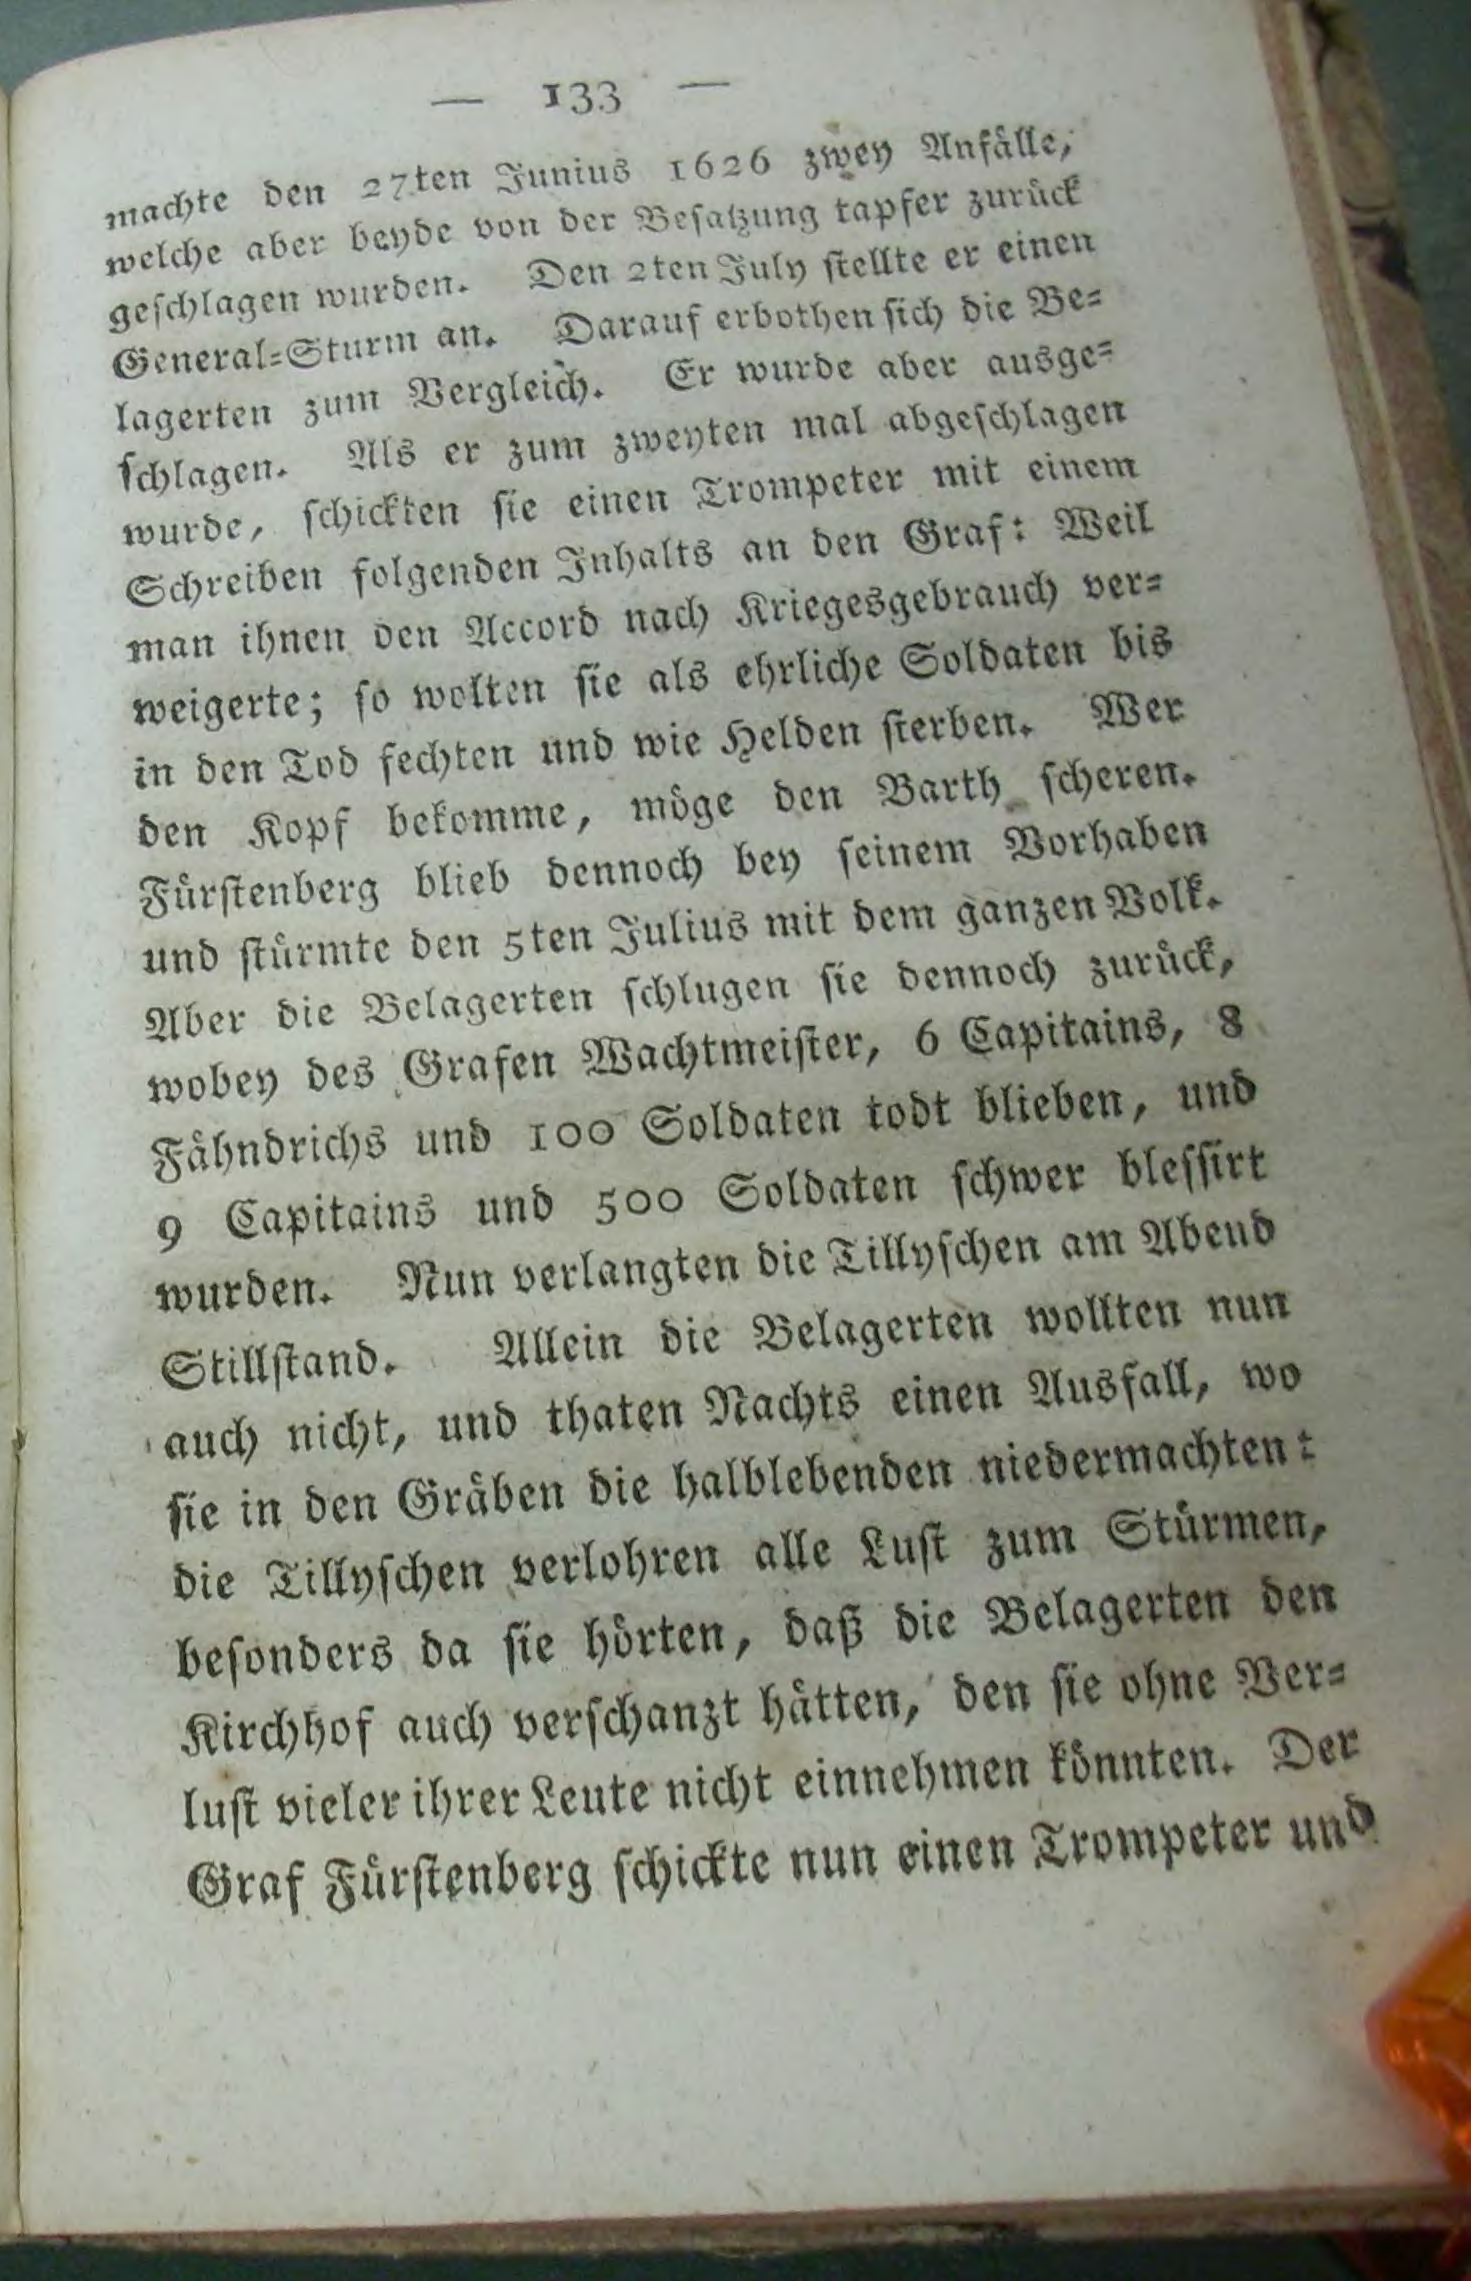 — 133 —
machte den 27ten Junius 1626 zwey Anfälle,
welche aber beyde von der Besatzung tapfer zurück
geschlagen wurden. Den 2ten July stellte er einen
General=Sturm an. Darauf erbothen sich die Be=
lagerten zum Vergleich. Er wurde aber ausge=
schlagen. Als er zum zweyten mal abgeschlagen
wurde, schickten sie einen Trompeter mit einem
Schreiben folgenden Inhalts an den Graf: Weil
man ihnen den Accord nach Kriegesgebrauch ver=
weigerte; so wolten sie als ehrliche Soldaten bis
in den Tod fechten und wie Helden sterben. Wer
den Kopf bekomme, möge den Barth scheren.
Fürstenberg blieb dennoch bey seinem Vorhaben
und stürmte den 5ten Julius mit dem ganzen Volk.
Aber die Belagerten schlugen sie dennoch zurück,
wobey des Grafen Wachtmeister, 6 Capitains, 8
Fähndrichs und 100 Soldaten todt blieben, und
9 Capitains und 500 Soldaten schwer blessirt
wurden. Nun verlangten die Tillyschen am Abend
Stillstand. Allein die Belagerten wollten nun
auch nicht, und thaten Nachts einen Ausfall, wo
sie in den Gräben die halblebenden niedermachten:
die Tillyschen verlohren alle Lust zum Stürmen,
besonders da sie hörten, daß die Belagerten den
Kirchhof auch verschanzt hätten, den sie ohne Ver=
lust vieler ihrer Leute nicht einnehmen könnten. Der
Graf Fürstenberg schickte nun einen Trompeter und